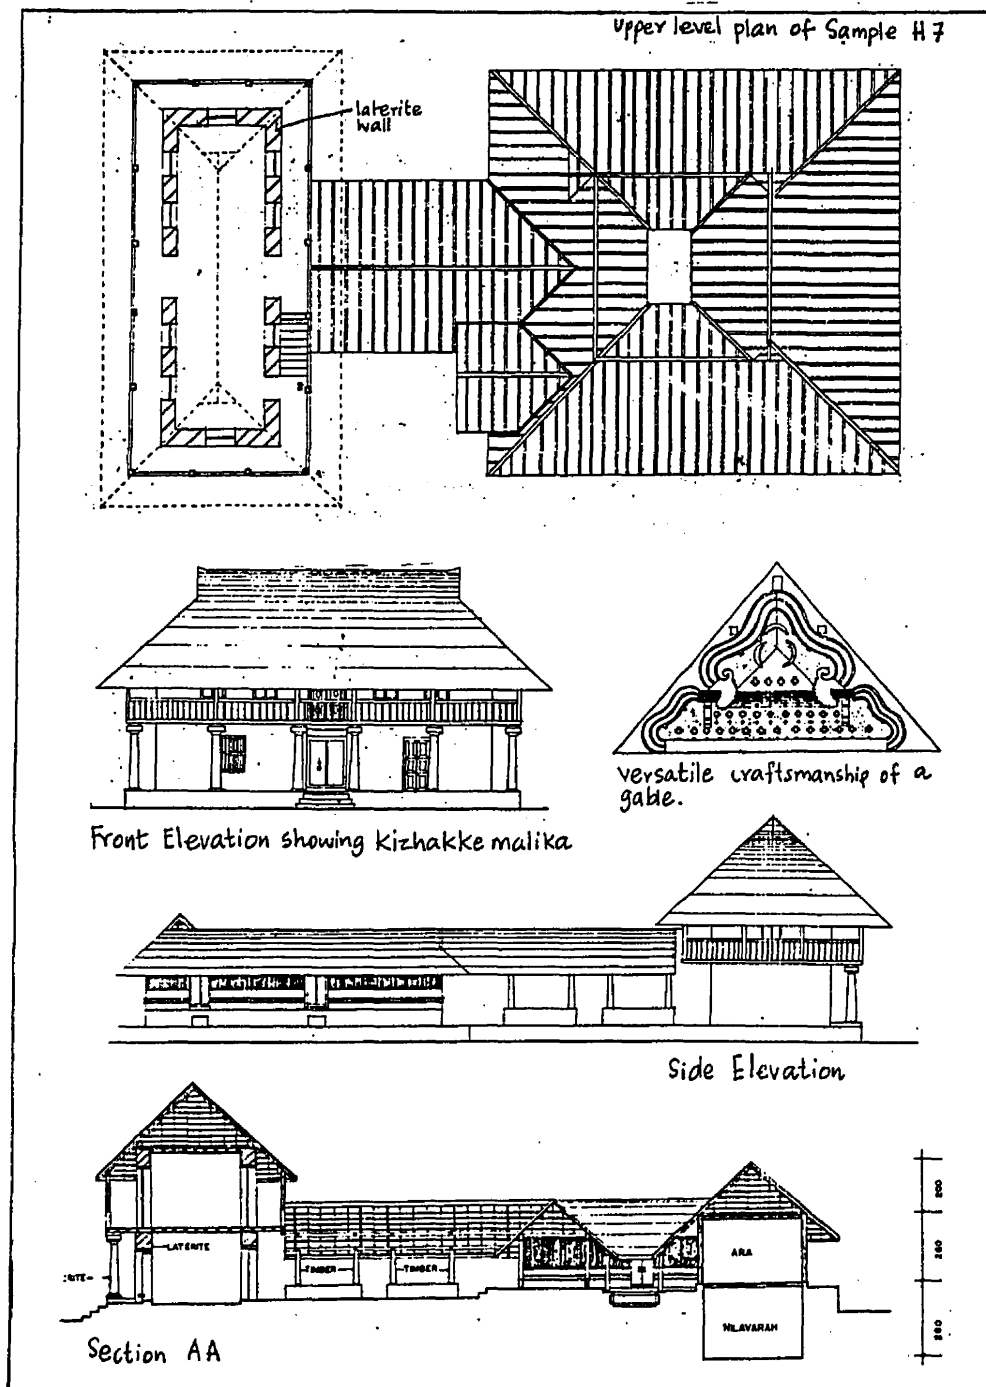 Upper level plan of Sample H7
laterite
wall
Front Elevation showing kizhakke malika
versatile craftsmanship of a
gable.
Side Elevation
LATERITE
TIMBER
TIMBER
ARA
NILAVARAH
Section AA